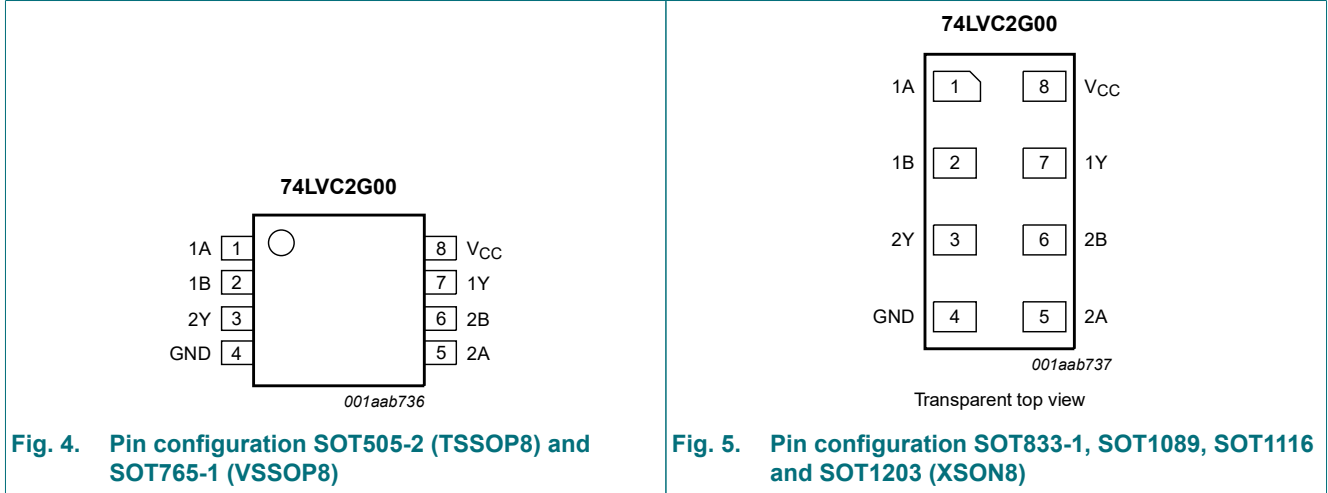 74LVC2G00
1A 1 8 VCC
1B 2 7 1Y
2Y 3 6 2B
GND 4 5 2A
001aab736
Fig. 4. Pin configuration SOT505-2 (TSSOP8) and
SOT765-1 (VSSOP8)
74LVC2G00
1A 1 8 VCC
1B 2 7 1Y
2Y 3 6 2B
GND 4 5 2A
001aab737
Transparent top view
Fig. 5. Pin configuration SOT833-1, SOT1089, SOT1116
and SOT1203 (XSON8)